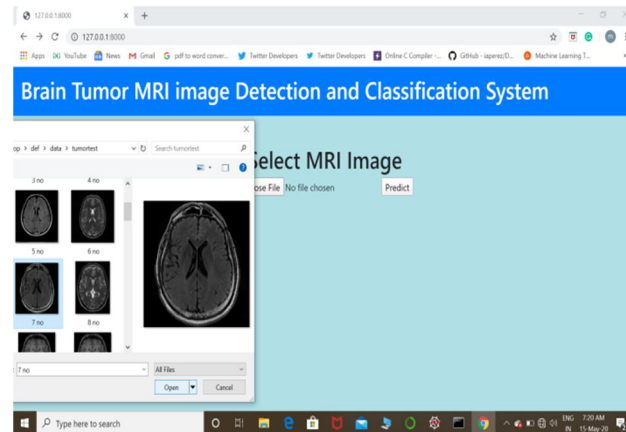 127.0.0.1:8000
127.0.0.1:8000
Apps YouTube News Gmail pdf to word conver... Twitter Developers Twitter Developers Online C Compiler -... GitHub - iaperez/D... Machine Learning T...
Brain Tumor MRI image Detection and Classification System
op > def > data > tumortest Search tumortest
Select MRI Image
ose File No file chosen Predict
3 no 4 no
5 no 6 no
7 no 8 no
7 no All Files
Open Cancel
Type here to search
ENG 7:20 AM
IN 15-May-20